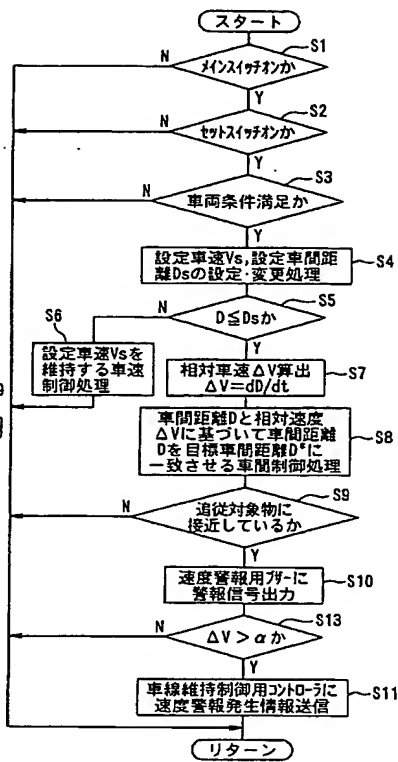 スタート
S1
N
メインスイッチオンか
Y
S2
N
セットスイッチオンか
Y
S3
N
車両条件満足か
Y
設定車速Vs,設定車間距
離Dsの設定・変更処理
S4
S5
N
D≦Dsか
S6
Y
設定車速Vsを
維持する車速
制御処理
相対車速ΔV算出
ΔV=dD/dt
S7
車間距離Dと相対速度
ΔVに基づいて車間距離
Dを目標車間距離D*に
一致させる車間制御処理
S8
S9
N
追従対象物に
接近しているか
Y
速度警報用ブザーに
警報信号出力
S10
S13
N
ΔV>αか
Y
車線維持制御用コントローラに
速度警報発生情報送信
S11
リターン